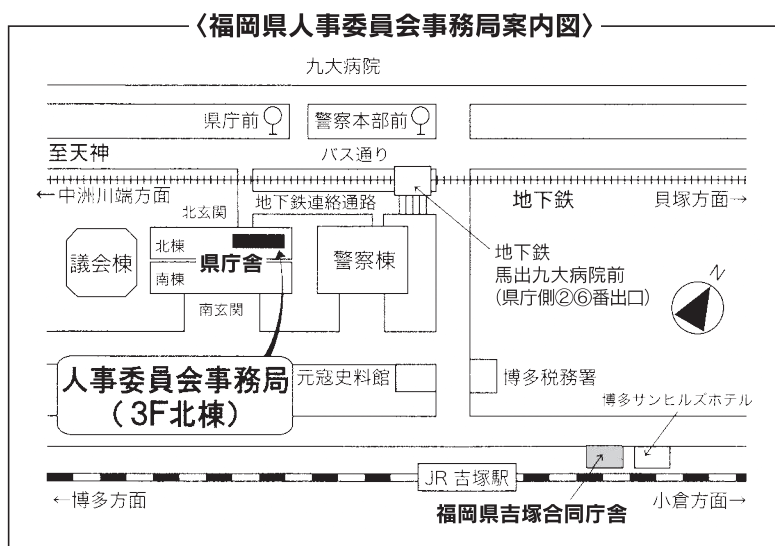 〈福岡県人事委員会事務局案内図〉
九大病院
県庁前
警察本部前
至天神
バス通り
←中洲川端方面
地下鉄連絡通路
地下鉄
貝塚方面→
北玄関
北棟
県庁舎
南棟
南玄関
議会棟
警察棟
地下鉄
馬出九大病院前
(県庁側②⑥番出口)
N
人事委員会事務局
(3F北棟)
元寇史料館
博多税務署
博多サンヒルズホテル
JR 吉塚駅
←博多方面
小倉方面→
福岡県吉塚合同庁舎